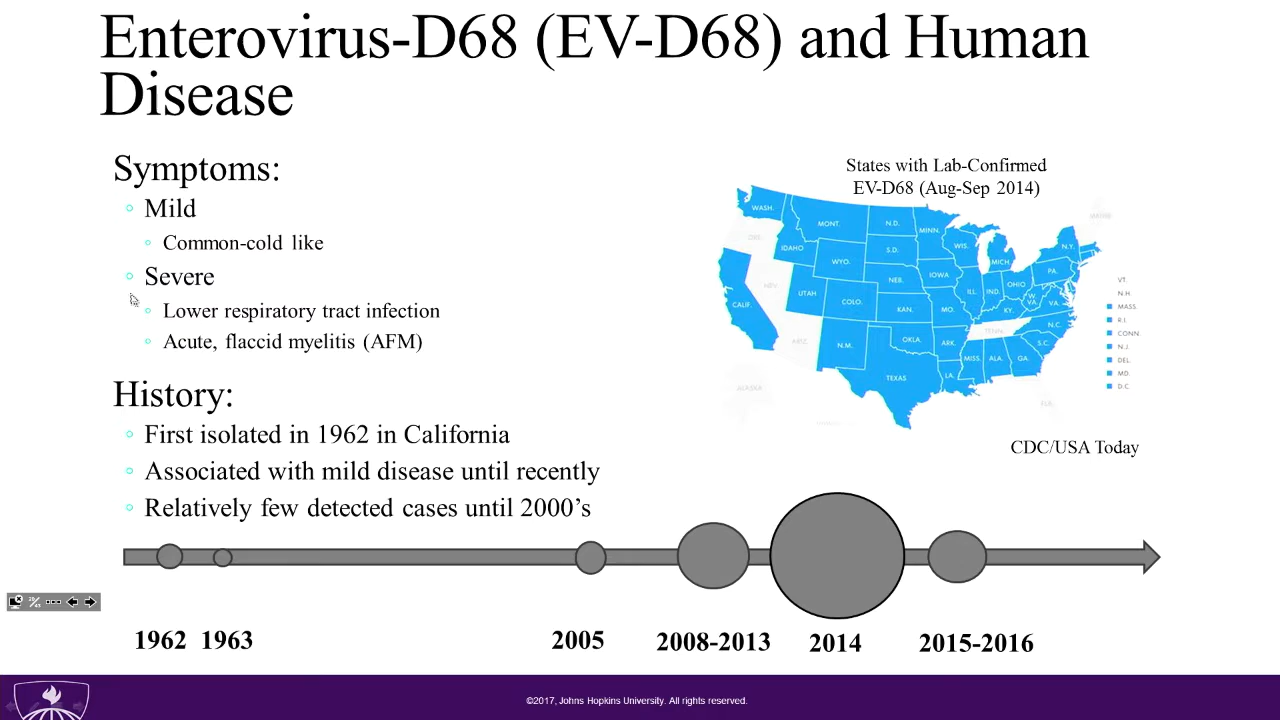 Enterovirus-D68 (EV-D68) and Human
Disease
Symptoms:
Mild
Common-cold like
Severe
Lower respiratory tract infection
Acute, flaccid myelitis (AFM)
History:
First isolated in 1962 in California
Associated with mild disease until recently
Relatively few detected cases until 2000's
States with Lab-Confirmed
EV-D68 (Aug-Sep 2014)
WASH.
ORE.
CALIF.
NEV.
IDAHO
MONT.
WYO.
UTAH
ARIZ.
COLO.
N.M.
N.D.
S.D.
NEB.
KAN.
OKLA.
TEXAS
MINN.
IOWA
MO.
ARK.
LA.
WIS.
ILL.
MICH.
IND.
OHIO
KY.
TENN.
MISS.
ALA.
GA.
FLA.
S.C.
N.C.
VA.
W.
VA.
PA.
N.Y.
MAINE
ALASKA
VT.
N.H.
MASS.
R.I.
CONN.
N.J.
DEL.
MD.
D.C.
CDC/USA Today
1962 1963 2005 2008-2013 2014 2015-2016
©2017, Johns Hopkins University. All rights reserved.